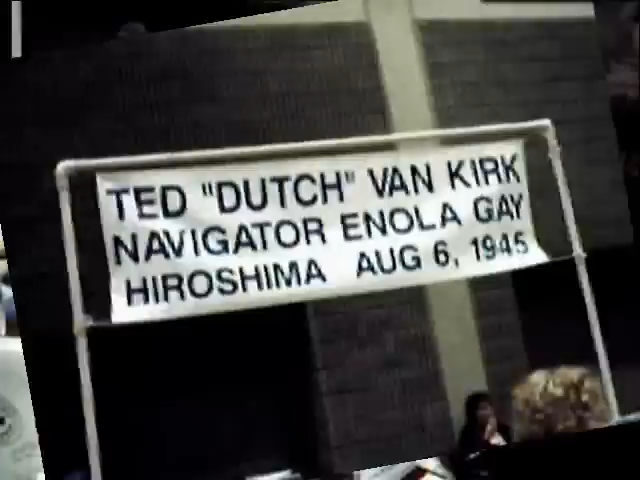 TED "DUTCH" VAN KIRK
NAVIGATOR ENOLA GAY
HIROSHIMA AUG 6, 1945